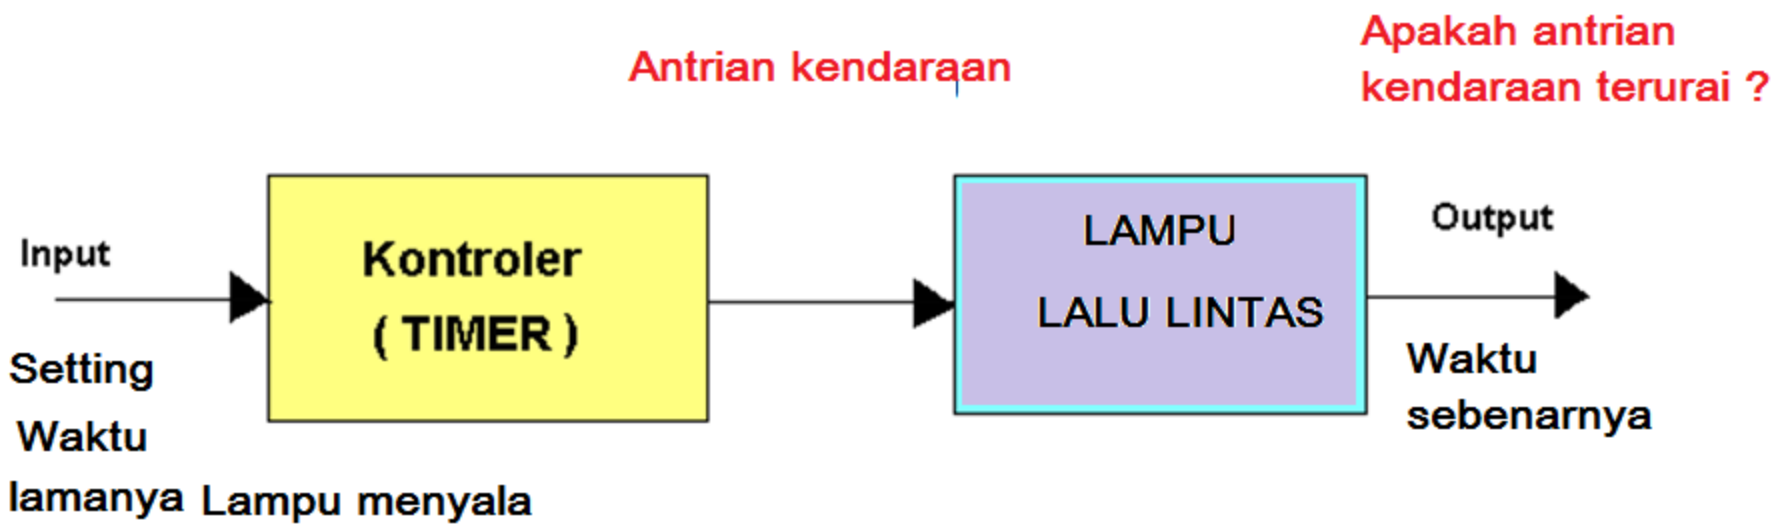 Antrian kendaraan
Apakah antrian
kendaraan terurai ?
Input
Setting
Waktu
lamanya Lampu menyala
Kontroler
( TIMER )
LAMPU
LALU LINTAS
Output
Waktu
sebenarnya